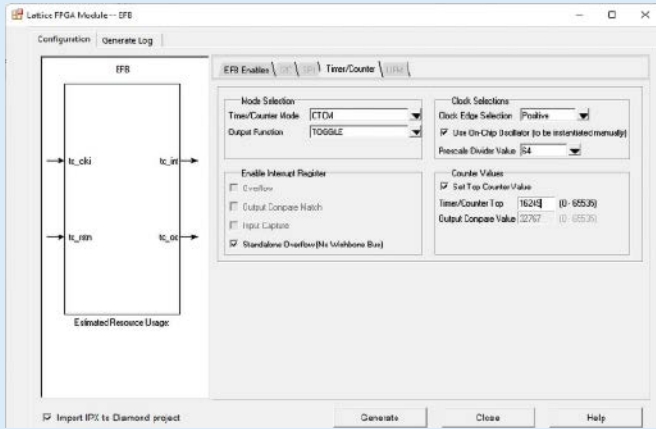 Lattice FPGA Module -- EFB
Configuration Generate Log
EFB
tc_clki tc_int
tc_rstn tc_oc
Estimated Resource Usage:
EFB Enables I2C SPI Timer/Counter UFM
Mode Selection
Timer/Counter Mode CTCM
Output Function TOGGLE
Clock Selections
Clock Edge Selection Positive
Use On-Chip Oscillator (to be instantiated manually)
Prescale Divider Value 64
Enable Interrupt Register
Overflow
Output Compare Match
Input Capture
Standalone Overflow (No Wishbone Bus)
Counter Values
Set Top Counter Value
Timer/Counter Top 16249 (0 - 65535)
Output Compare Value 32767 (0 - 65535)
Import IPX to Diamond project Generate Close Help